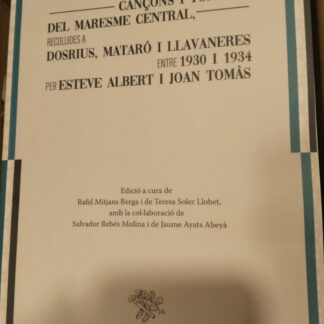 CANÇONS I
DEL MARESME CENTRAL,
RECOLLIDES A
DOSRIUS, MATARÓ I LLAVANERES
ENTRE 1930 I 1934
PER ESTEVE ALBERT I JOAN TOMÀS
Edició a cura de
Rafel Mitjans Berga i de Teresa Soler Llobet,
amb la col·laboració de
Salvador Rebés Molina i de Jaume Ayats Abeyà